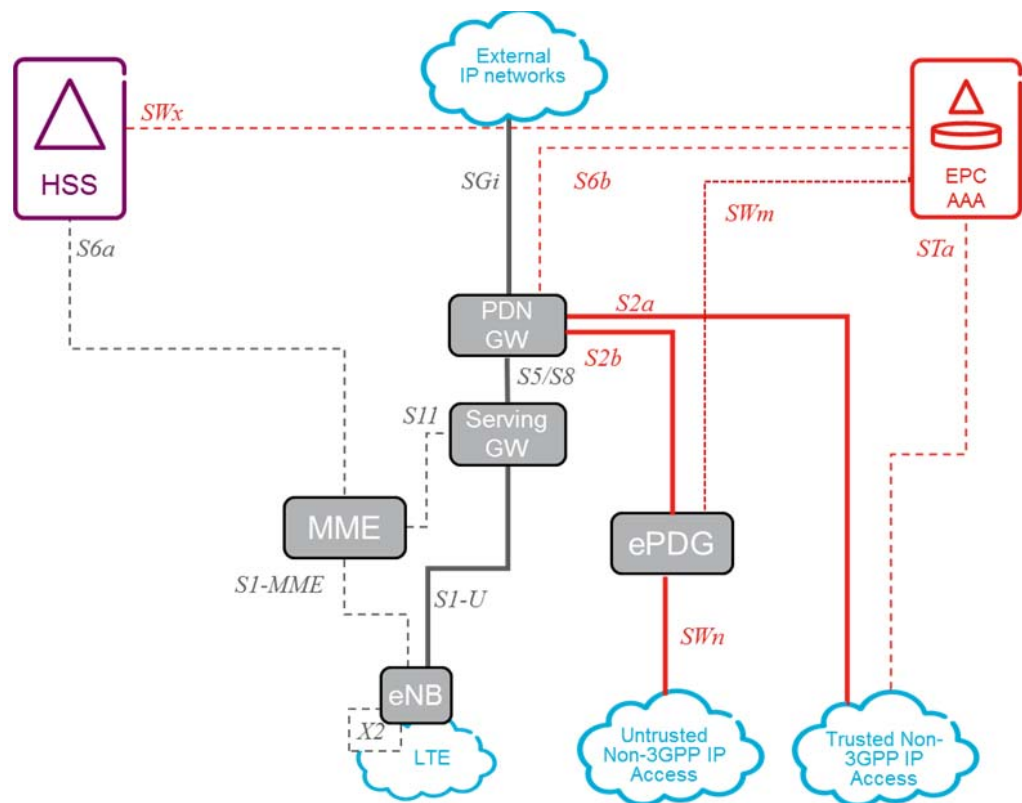 External
IP networks
SWx
HSS
EPC
AAA
SGi
S6b
SWm
STa
S6a
PDN
GW
S2a
S2b
S5/S8
S11
Serving
GW
MME
ePDG
S1-MME
S1-U
SWn
eNB
X2
LTE
Untrusted
Non-3GPP IP
Access
Trusted Non-
3GPP IP
Access